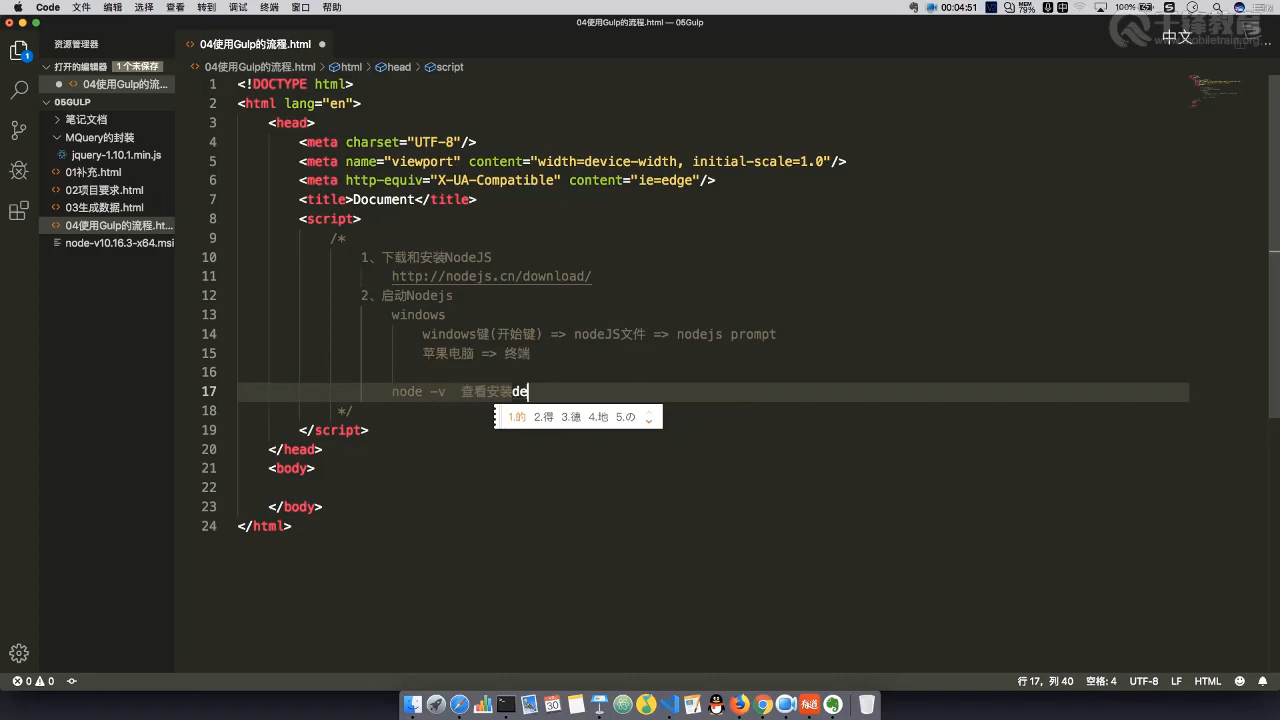 Code 文件 编辑 选择 查看 转到 调试 终端 窗口 帮助 00:04:51 MEM 79% 100%
04使用Gulp的流程.html — 05Gulp
千锋教育
www.mobiletrain.org
中文
资源管理器
04使用Gulp的流程.html
打开的编辑器 1 个未保存
04使用Gulp的流...
04使用Gulp的流程.html html head script
05GULP
笔记文档
MQuery的封装
jquery-1.10.1.min.js
01补充.html
02项目要求.html
03生成数据.html
04使用Gulp的流程.ht...
node-v10.16.3-x64.msi
1 <!DOCTYPE html>
2 <html lang="en">
3 <head>
4 <meta charset="UTF-8"/>
5 <meta name="viewport" content="width=device-width, initial-scale=1.0"/>
6 <meta http-equiv="X-UA-Compatible" content="ie=edge"/>
7 <title>Document</title>
8 <script>
9 /*
10 1、下载和安装NodeJS
11 http://nodejs.cn/download/
12 2、启动Nodejs
13 windows
14 windows键(开始键) => nodeJS文件 => nodejs prompt
15 苹果电脑 => 终端
16
17 node -v 查看安装de
1.的 2.得 3.德 4.地 5.の
18 */
19 </script>
20 </head>
21 <body>
22
23 </body>
24 </html>
0 0 行 17，列 40 空格: 4 UTF-8 LF HTML